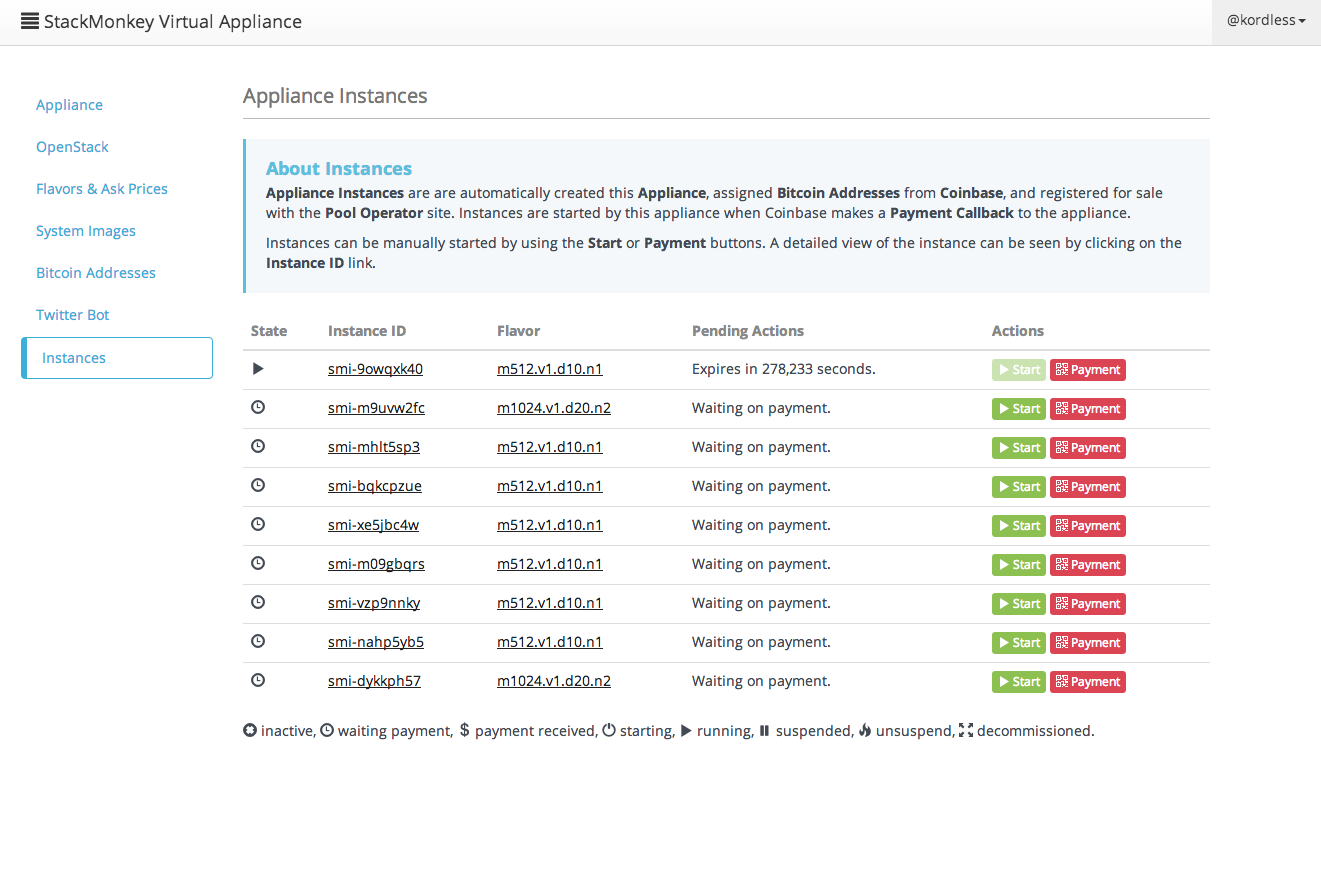 StackMonkey Virtual Appliance
@kordless
Appliance
OpenStack
Flavors & Ask Prices
System Images
Bitcoin Addresses
Twitter Bot
Instances
Appliance Instances
About Instances
Appliance Instances are are automatically created this Appliance, assigned Bitcoin Addresses from Coinbase, and registered for sale
with the Pool Operator site. Instances are started by this appliance when Coinbase makes a Payment Callback to the appliance.
Instances can be manually started by using the Start or Payment buttons. A detailed view of the instance can be seen by clicking on the
Instance ID link.
State Instance ID Flavor Pending Actions Actions
smi-9owqxk40 m512.v1.d10.n1 Expires in 278,233 seconds. Start Payment
smi-m9uvw2fc m1024.v1.d20.n2 Waiting on payment. Start Payment
smi-mhlt5sp3 m512.v1.d10.n1 Waiting on payment. Start Payment
smi-bqkcpzue m512.v1.d10.n1 Waiting on payment. Start Payment
smi-xe5jbc4w m512.v1.d10.n1 Waiting on payment. Start Payment
smi-m09gbqrs m512.v1.d10.n1 Waiting on payment. Start Payment
smi-vzp9nnky m512.v1.d10.n1 Waiting on payment. Start Payment
smi-nahp5yb5 m512.v1.d10.n1 Waiting on payment. Start Payment
smi-dykkph57 m1024.v1.d20.n2 Waiting on payment. Start Payment
inactive, waiting payment, $ payment received, starting, running, suspended, unsuspend, decommissioned.